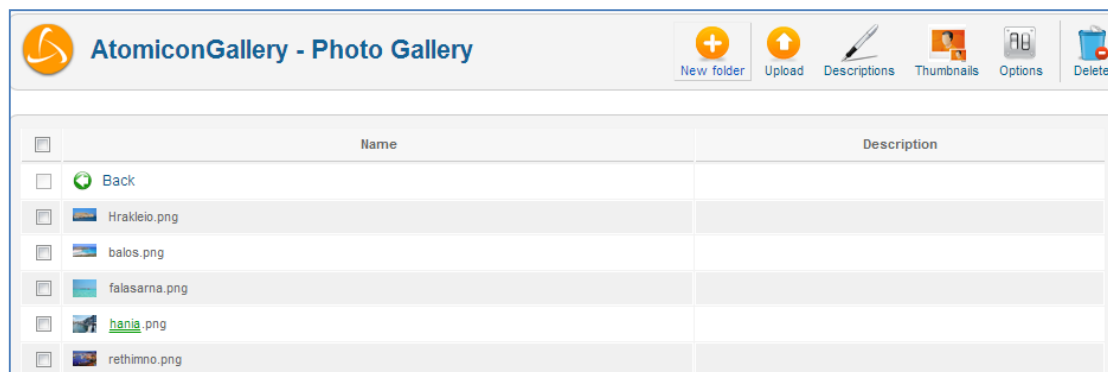 AtomiconGallery - Photo Gallery
New folder Upload Descriptions Thumbnails Options Delete
Name Description
Back
Hrakleio.png
balos.png
falasarna.png
hania.png
rethimno.png